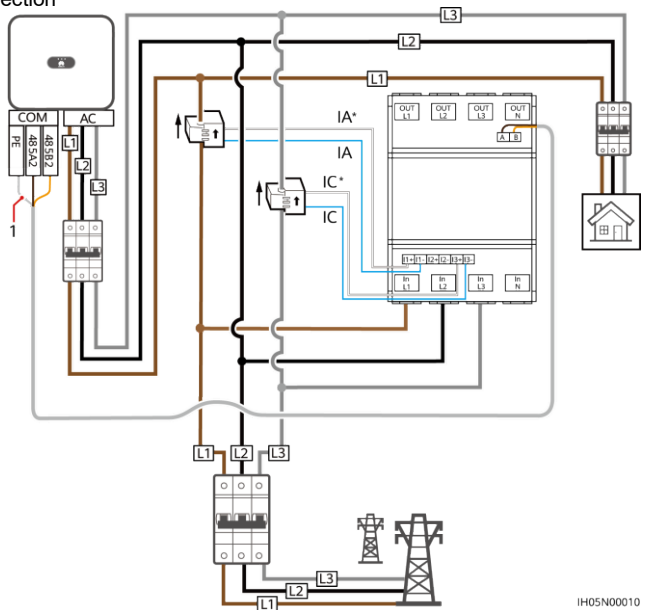 ection
L3
L2
L1
COM AC
PE
485A2
485B2
L1
L2
L3
1
OUT L1
OUT L2
OUT L3
OUT N
A B
IA*
IA
IC*
IC
I1+ I1- I2+ I2- I3+ I3-
In L1
In L2
In L3
In N
L1 L2 L3
L3
L2
L1
IH05N00010